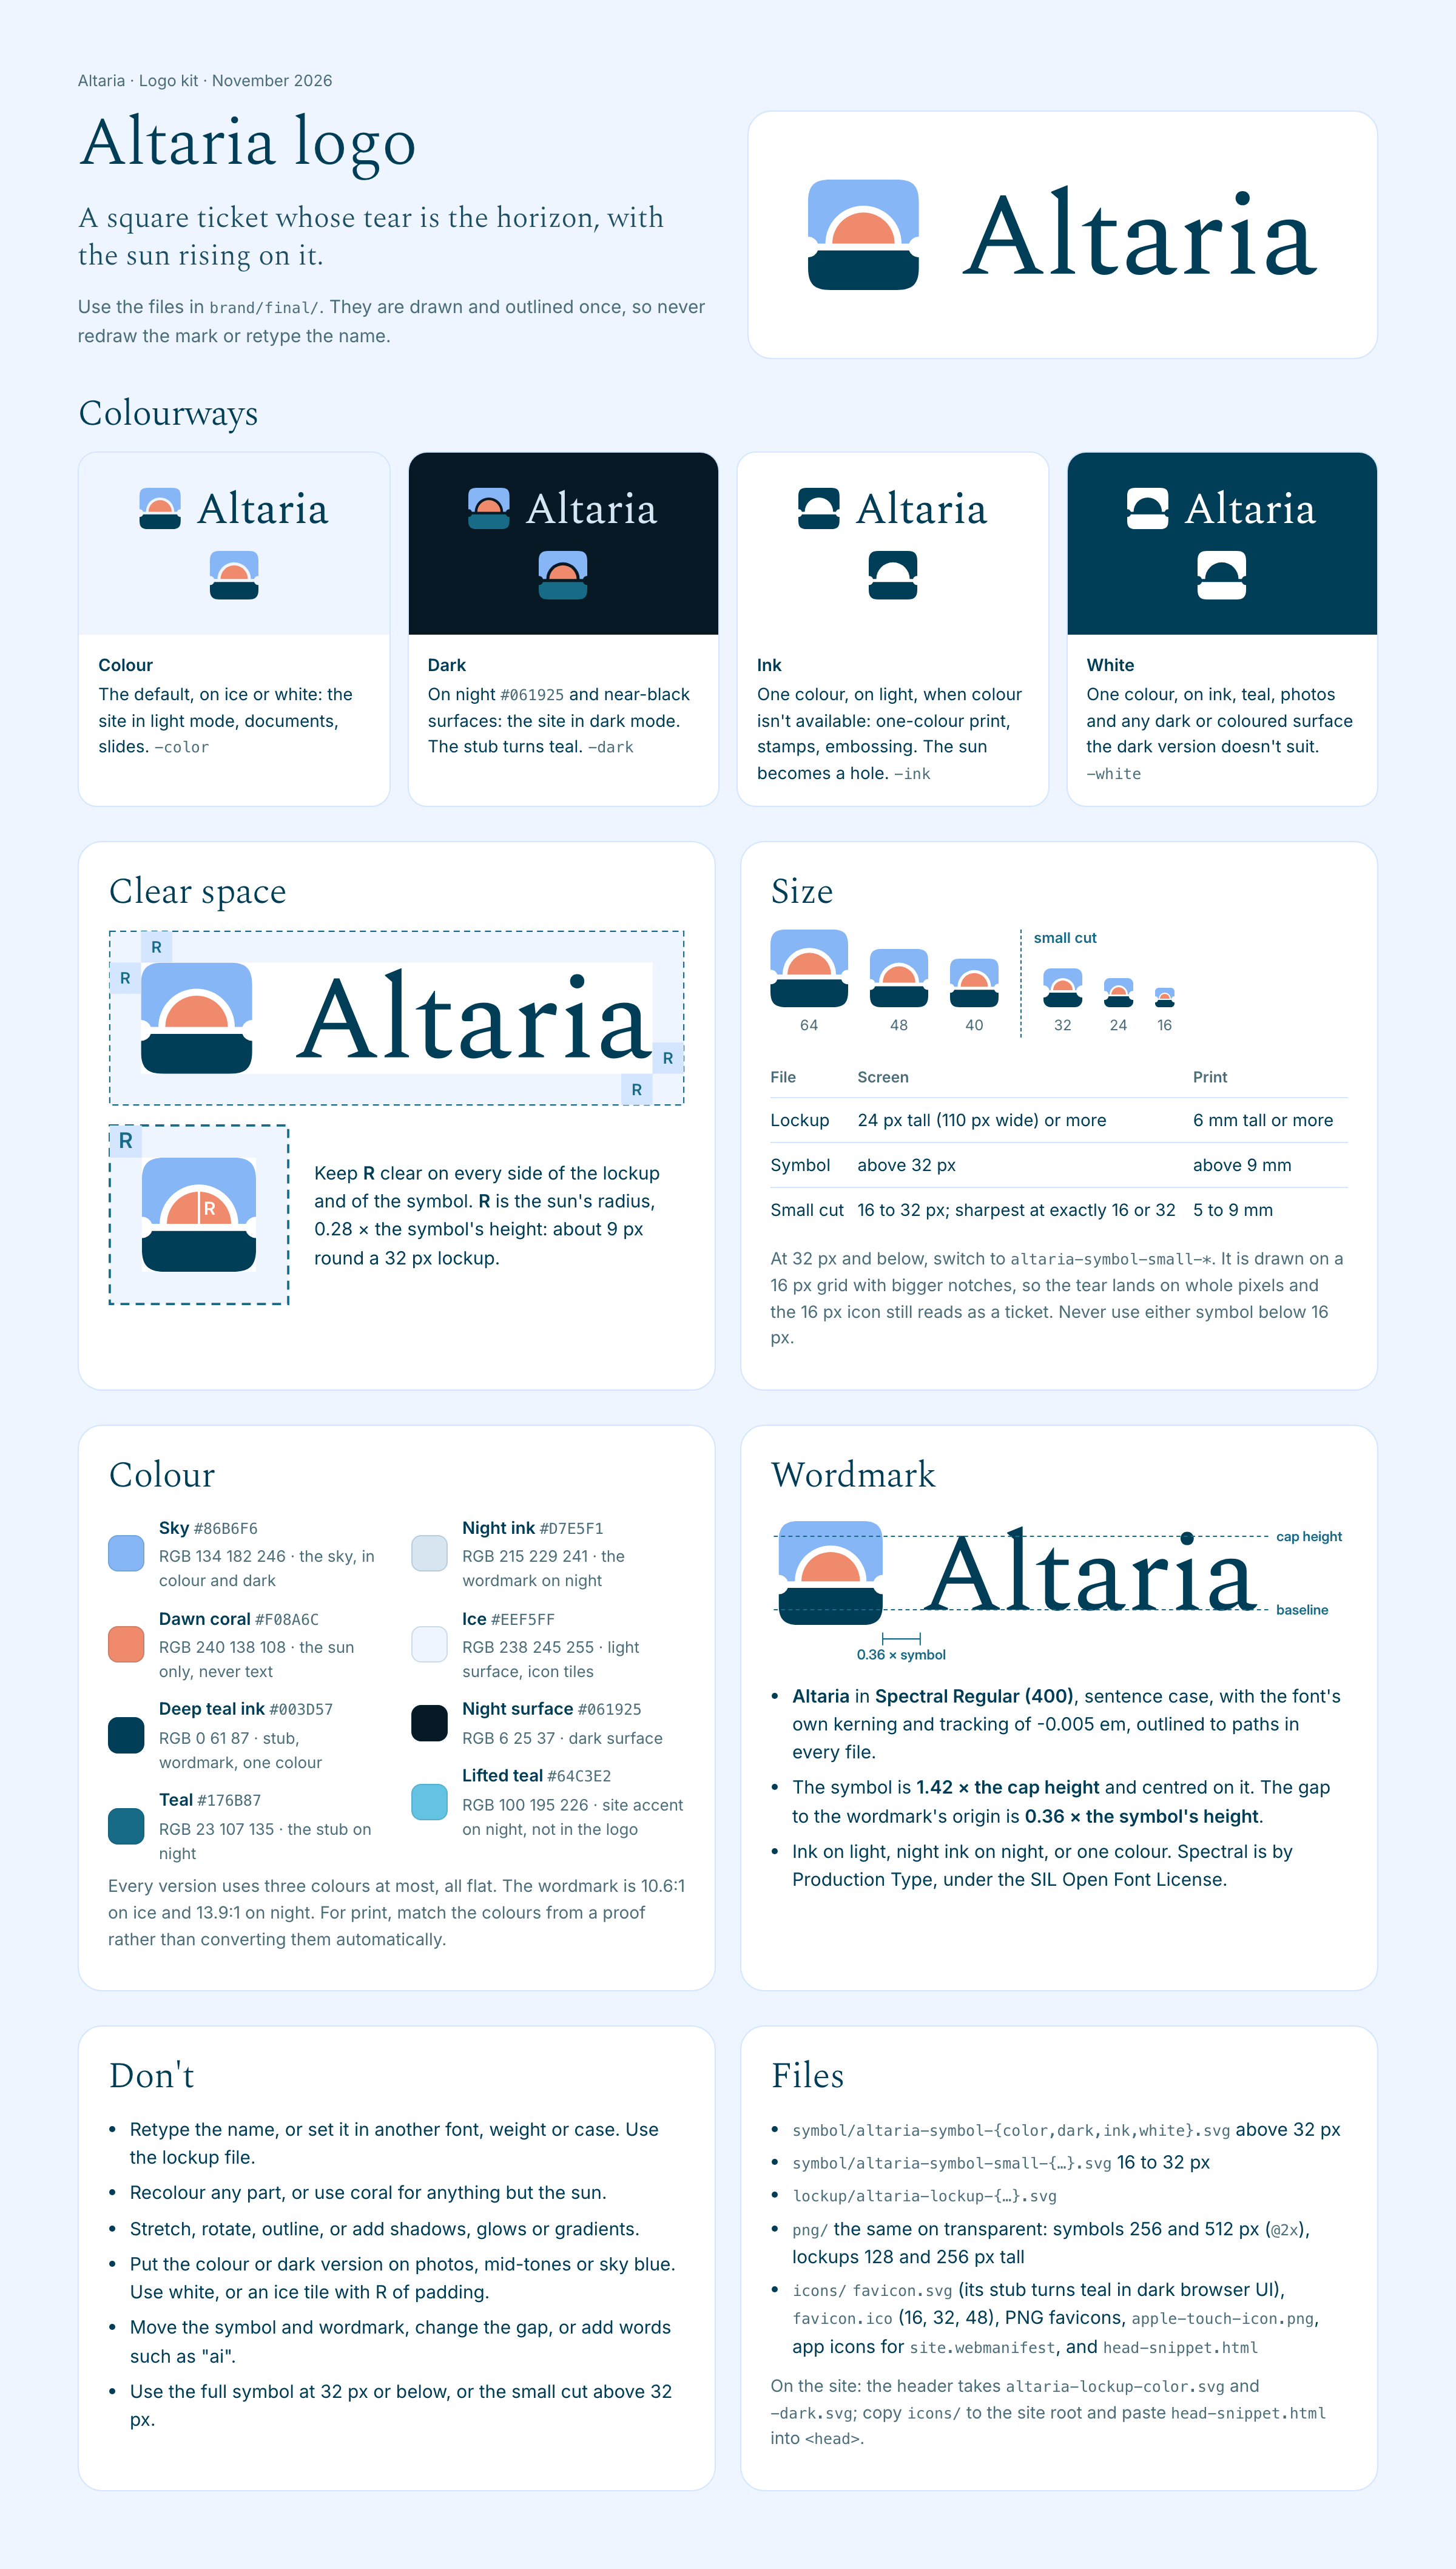 Altaria · Logo kit · November 2026
Altaria logo
A square ticket whose tear is the horizon, with
the sun rising on it.
Use the files in brand/final/. They are drawn and outlined once, so never
redraw the mark or retype the name.
Altaria
Colourways
Altaria
Colour
The default, on ice or white: the
site in light mode, documents,
slides. -color
Altaria
Dark
On night #061925 and near-black
surfaces: the site in dark mode.
The stub turns teal. -dark
Altaria
Ink
One colour, on light, when colour
isn't available: one-colour print,
stamps, embossing. The sun
becomes a hole. -ink
Altaria
White
One colour, on ink, teal, photos
and any dark or coloured surface
the dark version doesn't suit.
-white
Clear space
R
R
Altaria
R
R
R
R
Keep R clear on every side of the lockup
and of the symbol. R is the sun's radius,
0.28 × the symbol's height: about 9 px
round a 32 px lockup.
Size
small cut
64 48 40 32 24 16
File Screen Print
Lockup 24 px tall (110 px wide) or more 6 mm tall or more
Symbol above 32 px above 9 mm
Small cut 16 to 32 px; sharpest at exactly 16 or 32 5 to 9 mm
At 32 px and below, switch to altaria-symbol-small-*. It is drawn on a
16 px grid with bigger notches, so the tear lands on whole pixels and
the 16 px icon still reads as a ticket. Never use either symbol below 16
px.
Colour
Sky #86B6F6
RGB 134 182 246 · the sky, in
colour and dark
Dawn coral #F08A6C
RGB 240 138 108 · the sun
only, never text
Deep teal ink #003D57
RGB 0 61 87 · stub,
wordmark, one colour
Teal #176B87
RGB 23 107 135 · the stub on
night
Night ink #D7E5F1
RGB 215 229 241 · the
wordmark on night
Ice #EEF5FF
RGB 238 245 255 · light
surface, icon tiles
Night surface #061925
RGB 6 25 37 · dark surface
Lifted teal #64C3E2
RGB 100 195 226 · site accent
on night, not in the logo
Every version uses three colours at most, all flat. The wordmark is 10.6:1
on ice and 13.9:1 on night. For print, match the colours from a proof
rather than converting them automatically.
Wordmark
Altaria
cap height
baseline
0.36 × symbol
• Altaria in Spectral Regular (400), sentence case, with the font's
own kerning and tracking of -0.005 em, outlined to paths in
every file.
• The symbol is 1.42 × the cap height and centred on it. The gap
to the wordmark's origin is 0.36 × the symbol's height.
• Ink on light, night ink on night, or one colour. Spectral is by
Production Type, under the SIL Open Font License.
Don't
• Retype the name, or set it in another font, weight or case. Use
the lockup file.
• Recolour any part, or use coral for anything but the sun.
• Stretch, rotate, outline, or add shadows, glows or gradients.
• Put the colour or dark version on photos, mid-tones or sky blue.
Use white, or an ice tile with R of padding.
• Move the symbol and wordmark, change the gap, or add words
such as "ai".
• Use the full symbol at 32 px or below, or the small cut above 32
px.
Files
• symbol/altaria-symbol-{color,dark,ink,white}.svg above 32 px
• symbol/altaria-symbol-small-{…}.svg 16 to 32 px
• lockup/altaria-lockup-{…}.svg
• png/ the same on transparent: symbols 256 and 512 px (@2x),
lockups 128 and 256 px tall
• icons/ favicon.svg (its stub turns teal in dark browser UI),
favicon.ico (16, 32, 48), PNG favicons, apple-touch-icon.png,
app icons for site.webmanifest, and head-snippet.html
On the site: the header takes altaria-lockup-color.svg and
-dark.svg; copy icons/ to the site root and paste head-snippet.html
into <head>.